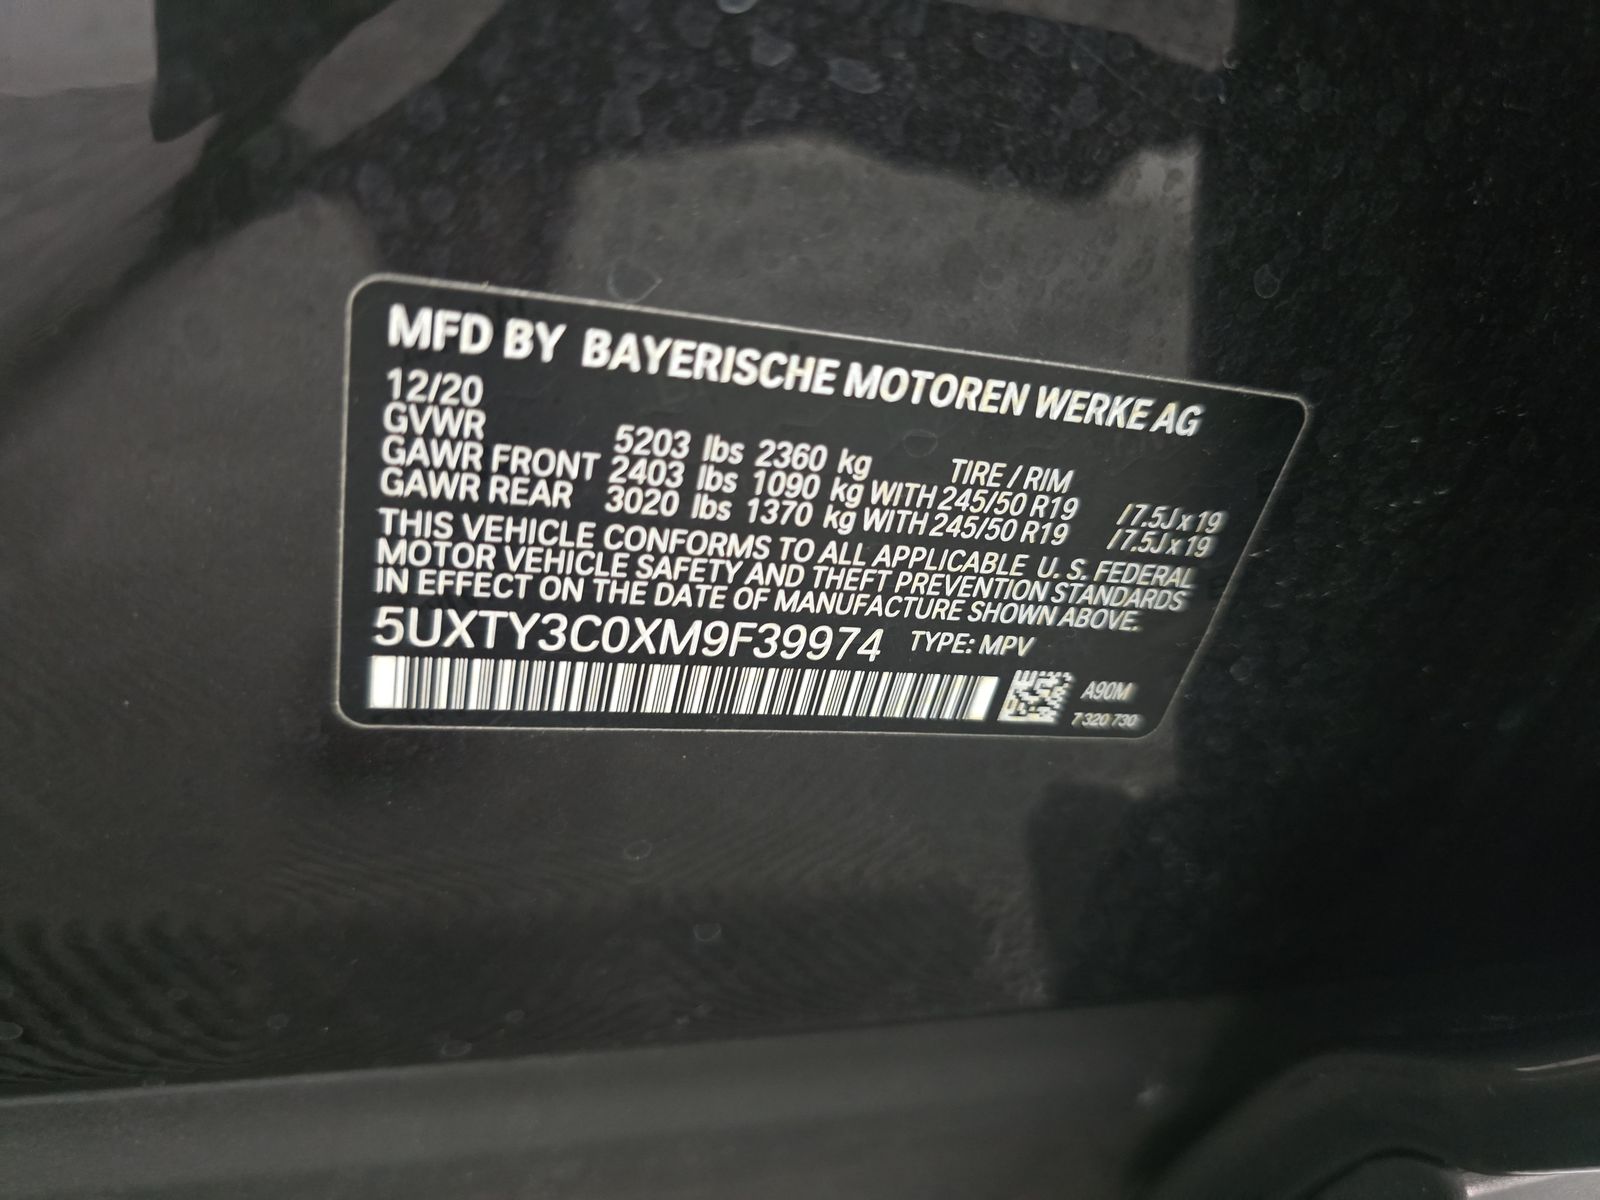 MFD BY BAYERISCHE MOTOREN WERKE AG
12/20
GVWR 5203 lbs 2360 kg TIRE / RIM
GAWR FRONT 2403 lbs 1090 kg WITH 245/50 R19 / 7.5J x 19
GAWR REAR 3020 lbs 1370 kg WITH 245/50 R19 / 7.5J x 19
THIS VEHICLE CONFORMS TO ALL APPLICABLE U. S. FEDERAL
MOTOR VEHICLE SAFETY AND THEFT PREVENTION STANDARDS
IN EFFECT ON THE DATE OF MANUFACTURE SHOWN ABOVE.
5UXTY3C0XM9F39974 TYPE: MPV
A90M
7 320 730